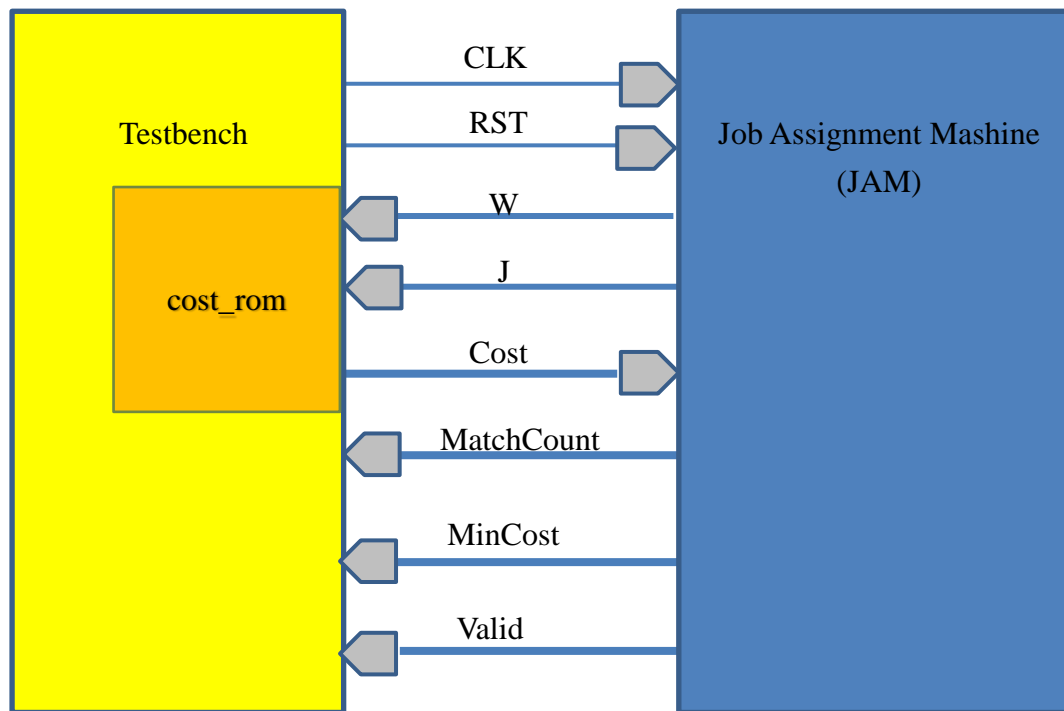 CLK
Testbench
RST
Job Assignment Mashine
(JAM)
W
J
cost_rom
Cost
MatchCount
MinCost
Valid